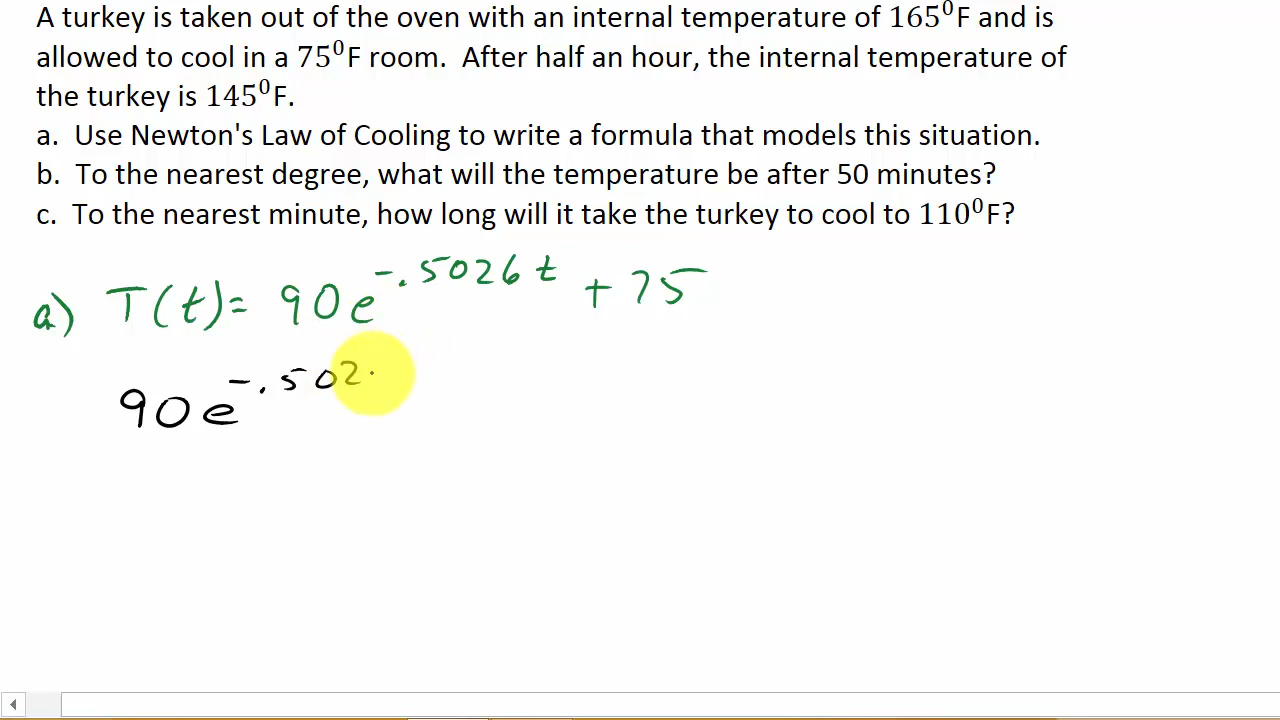 A turkey is taken out of the oven with an internal temperature of 165⁰F and is
allowed to cool in a 75⁰F room.  After half an hour, the internal temperature of
the turkey is 145⁰F.
a.  Use Newton's Law of Cooling to write a formula that models this situation.
b.  To the nearest degree, what will the temperature be after 50 minutes?
c.  To the nearest minute, how long will it take the turkey to cool to 110⁰F?
a) T(t)= 90e^-.5026t + 75
90e^-.502